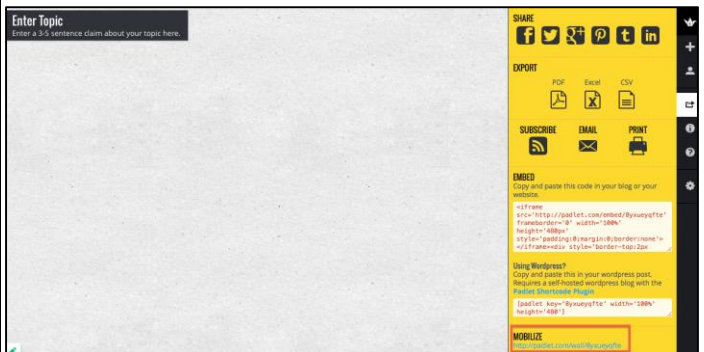 Enter Topic
Enter a 3-5 sentence claim about your topic here.
SHARE
EXPORT
PDF Excel CSV
SUBSCRIBE EMAIL PRINT
EMBED
Copy and paste this code in your blog or your
website.
<iframe
src='http://padlet.com/embed/8yxueyqfte'
frameborder='0' width='100%'
height='480px'
style='padding:0;margin:0;border:none'>
</iframe><div style='border-top:2px
Using Wordpress?
Copy and paste this in your wordpress post.
Requires a self-hosted wordpress blog with the
Padlet Shortcode Plugin
[padlet key='8yxueyqfte' width='100%'
height='480']
MOBILIZE
http://padlet.com/wall/8yxueyqfte